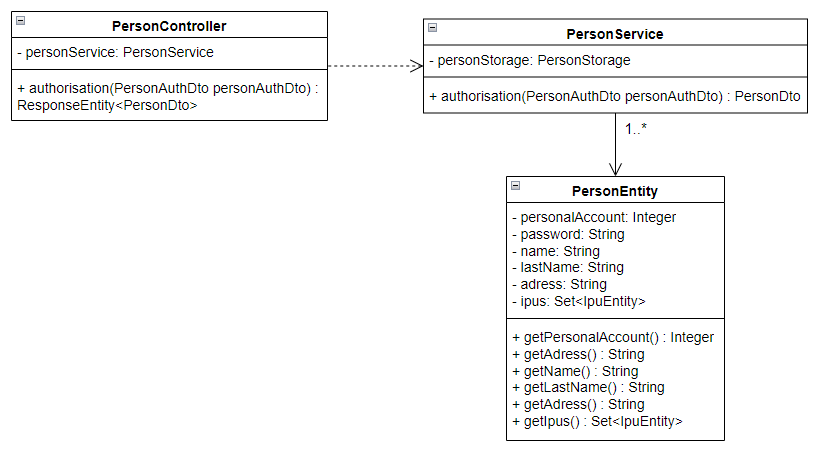 PersonController
- personService: PersonService
+ authorisation(PersonAuthDto personAuthDto) :
ResponseEntity<PersonDto>
PersonService
- personStorage: PersonStorage
+ authorisation(PersonAuthDto personAuthDto) : PersonDto
1..*
PersonEntity
- personalAccount: Integer
- password: String
- name: String
- lastName: String
- adress: String
- ipus: Set<IpuEntity>
+ getPersonalAccount() : Integer
+ getAdress() : String
+ getName() : String
+ getLastName() : String
+ getAdress() : String
+ getIpus() : Set<IpuEntity>